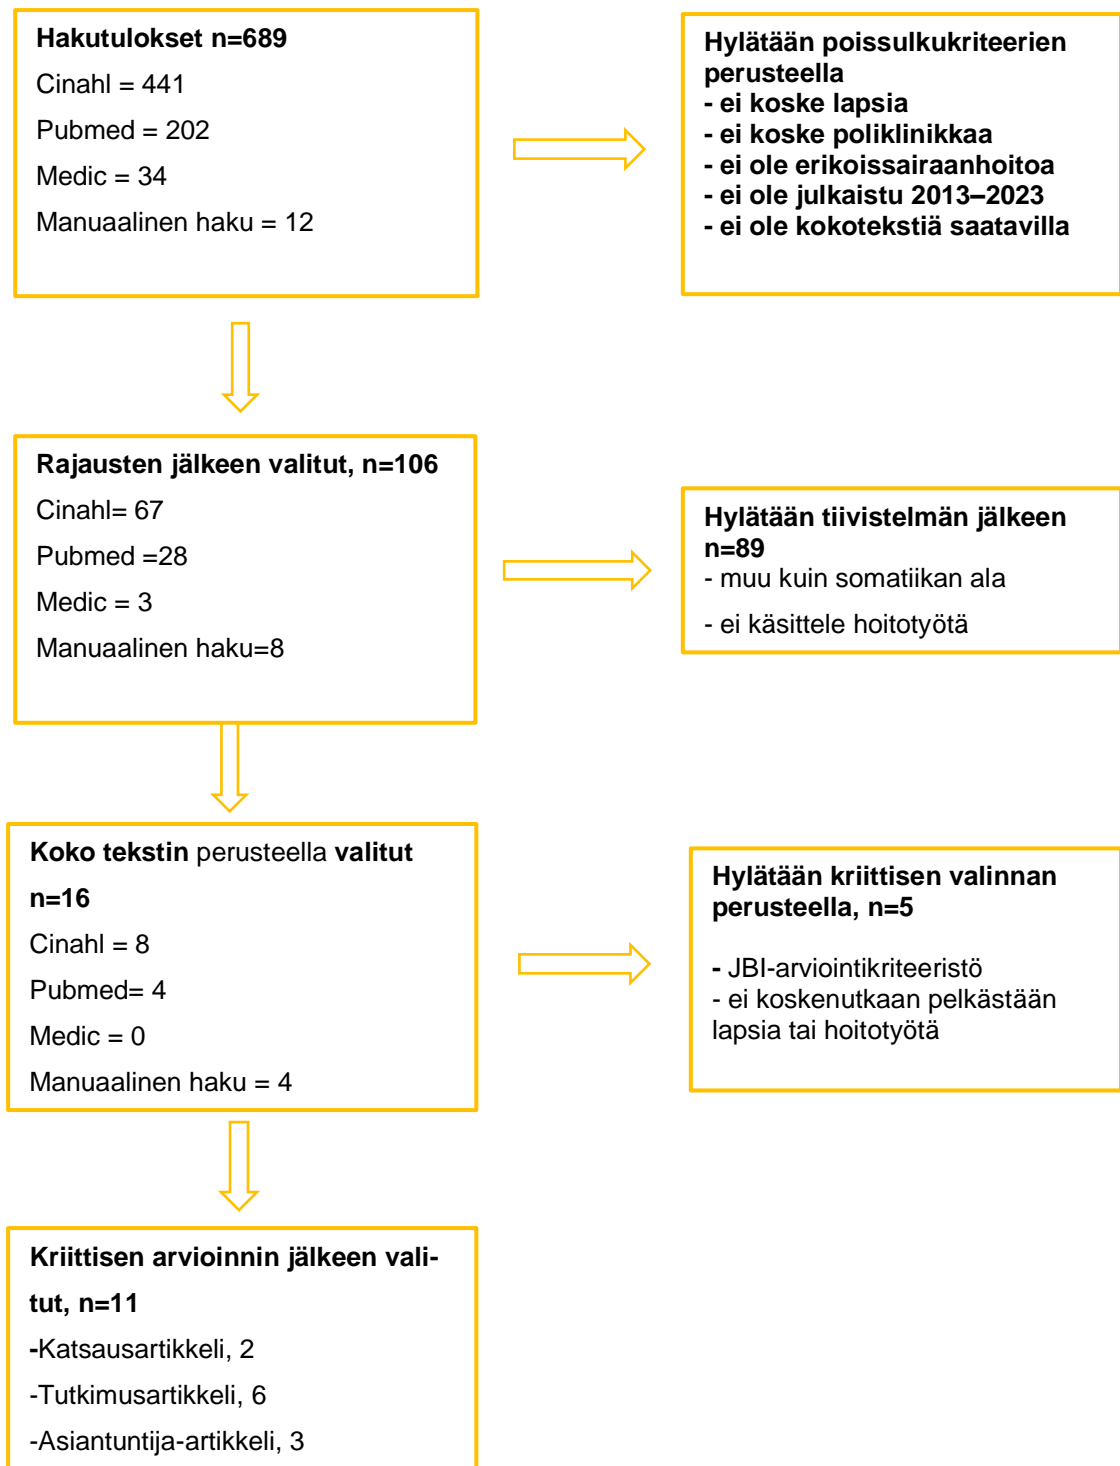 Hakutulokset n=689
Cinahl = 441
Pubmed = 202
Medic = 34
Manuaalinen haku = 12
Hylätään poissulkukriteerien
perusteella
- ei koske lapsia
- ei koske poliklinikkaa
- ei ole erikoissairaanhoitoa
- ei ole julkaistu 2013–2023
- ei ole kokotekstiä saatavilla
Rajausten jälkeen valitut, n=106
Cinahl= 67
Pubmed =28
Medic = 3
Manuaalinen haku=8
Hylätään tiivistelmän jälkeen
n=89
- muu kuin somatiikan ala
- ei käsittele hoitotyötä
Koko tekstin perusteella valitut
n=16
Cinahl = 8
Pubmed= 4
Medic = 0
Manuaalinen haku = 4
Hylätään kriittisen valinnan
perusteella, n=5
- JBI-arviointikriteeristö
- ei koskenutkaan pelkästään
lapsia tai hoitotyötä
Kriittisen arvioinnin jälkeen vali-
tut, n=11
-Katsausartikkeli, 2
-Tutkimusartikkeli, 6
-Asiantuntija-artikkeli, 3